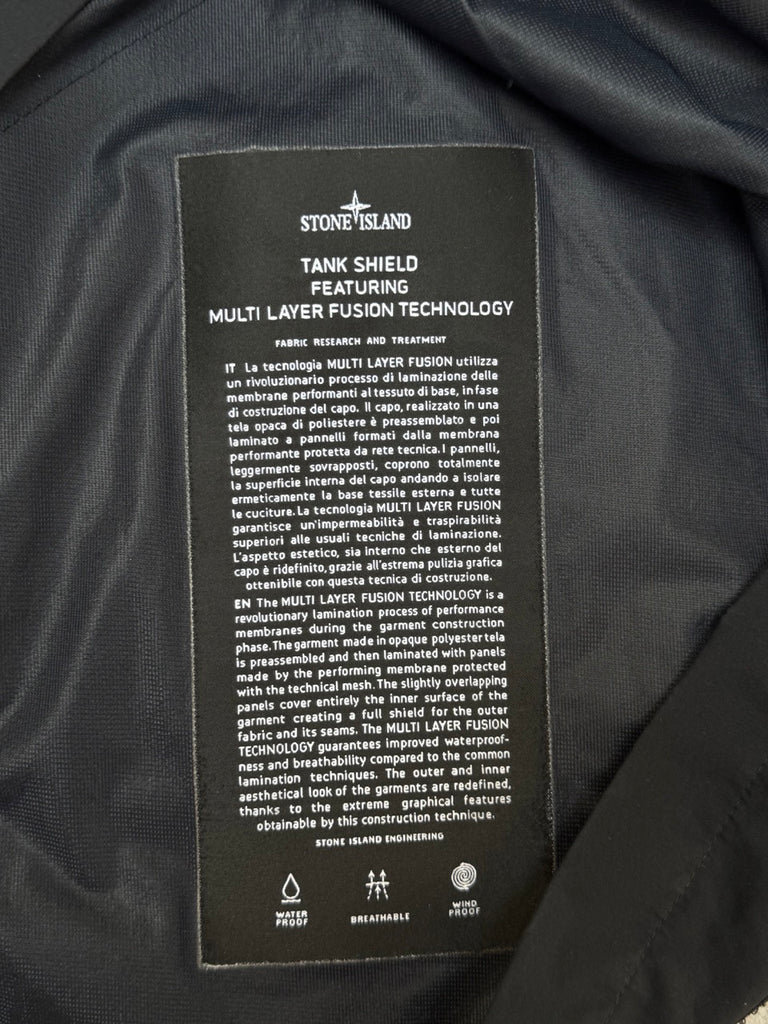 STONE ISLAND
TANK SHIELD
FEATURING
MULTI LAYER FUSION TECHNOLOGY
FABRIC RESEARCH AND TREATMENT
IT La tecnologia MULTI LAYER FUSION utilizza
un rivoluzionario processo di laminazione delle
membrane performanti al tessuto di base, in fase
di costruzione del capo. Il capo, realizzato in una
tela opaca di poliestere è preassemblato e poi
laminato a pannelli formati dalla membrana
performante protetta da rete tecnica. I pannelli,
leggermente sovrapposti, coprono totalmente
la superficie interna del capo andando a isolare
ermeticamente la base tessile esterna e tutte
le cuciture. La tecnologia MULTI LAYER FUSION
garantisce un'impermeabilità e traspirabilità
superiori alle usuali tecniche di laminazione.
L'aspetto estetico, sia interno che esterno del
capo è ridefinito, grazie all'estrema pulizia grafica
ottenibile con questa tecnica di costruzione.
EN The MULTI LAYER FUSION TECHNOLOGY is a
revolutionary lamination process of performance
membranes during the garment construction
phase. The garment made in opaque polyester tela
is preassembled and then laminated with panels
made by the performing membrane protected
with the technical mesh. The slightly overlapping
panels cover entirely the inner surface of the
garment creating a full shield for the outer
fabric and its seams. The MULTI LAYER FUSION
TECHNOLOGY guarantees improved waterproof-
ness and breathability compared to the common
lamination techniques. The outer and inner
aesthetical look of the garments are redefined,
thanks to the extreme graphical features
obtainable by this construction technique.
STONE ISLAND ENGINEERING
WATER
PROOF
BREATHABLE
WIND
PROOF